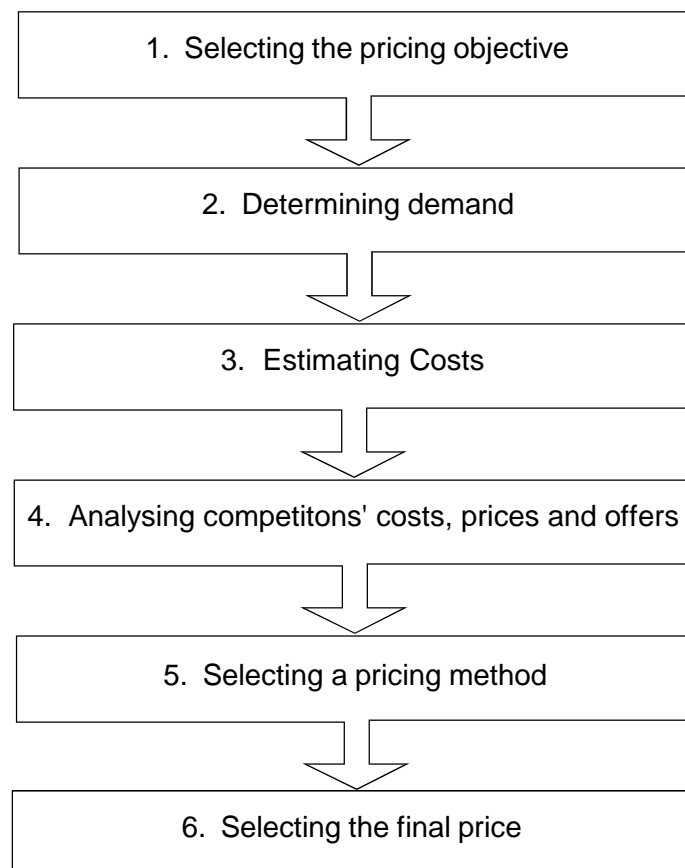 1. Selecting the pricing objective
2. Determining demand
3. Estimating Costs
4. Analysing competitons' costs, prices and offers
5. Selecting a pricing method
6. Selecting the final price